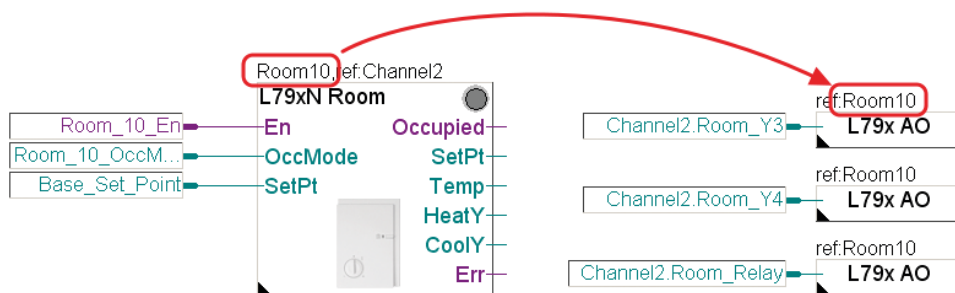 Room10,ref:Channel2
L79xN Room
Room_10_En
En
Occupied
Room_10_OccM...
OccMode
SetPt
Base_Set_Point
SetPt
Temp
HeatY
CoolY
Err
ref:Room10
Channel2.Room_Y3
L79x AO
ref:Room10
Channel2.Room_Y4
L79x AO
ref:Room10
Channel2.Room_Relay
L79x AO